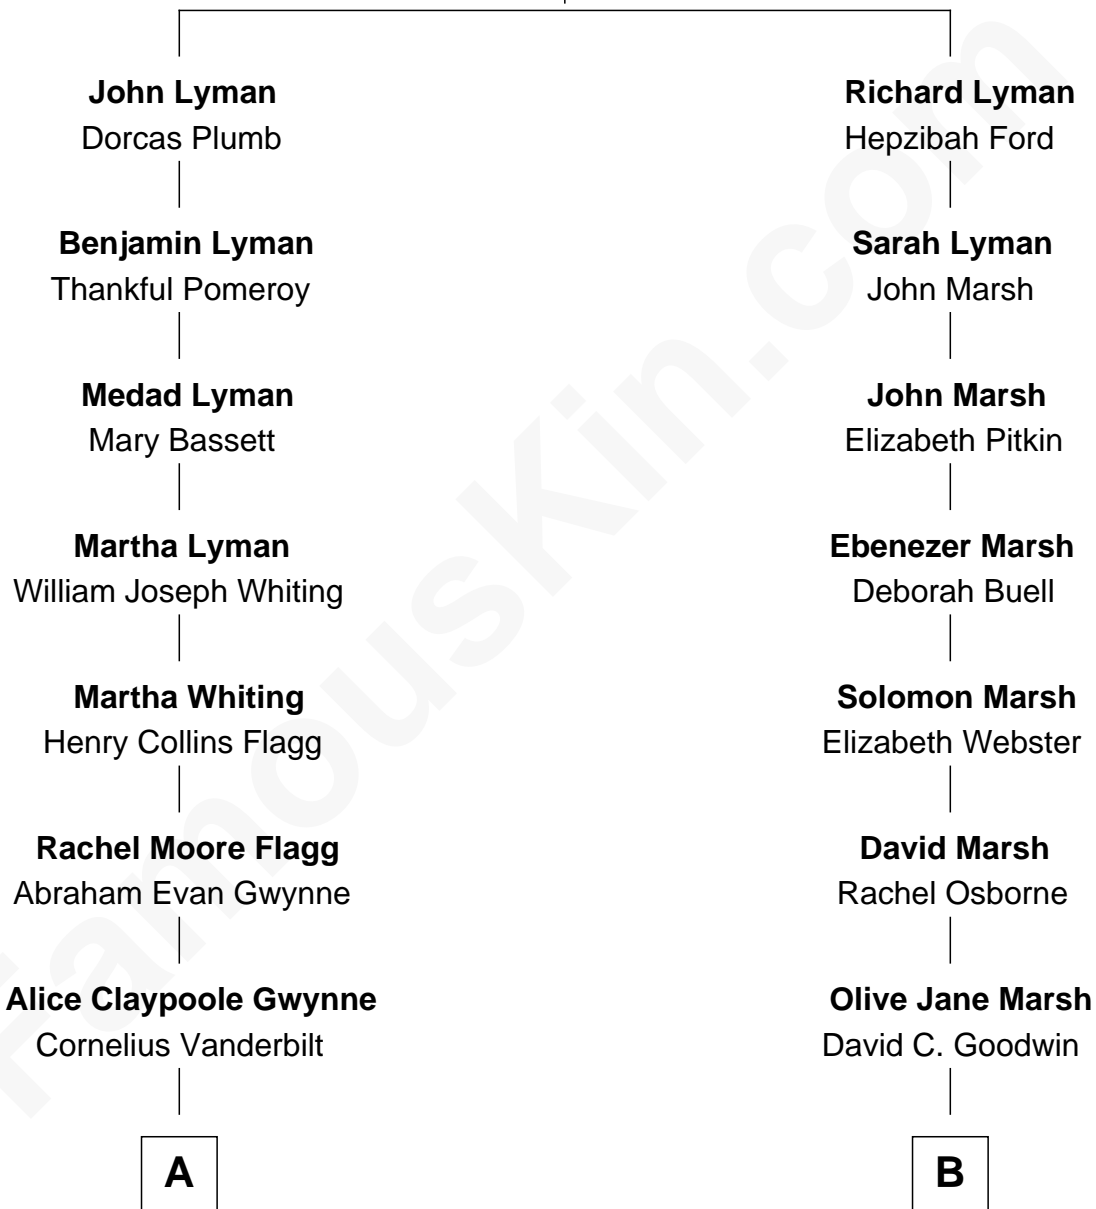 John Lyman
Dorcas Plumb
Benjamin Lyman
Thankful Pomeroy
Medad Lyman
Mary Bassett
Martha Lyman
William Joseph Whiting
Martha Whiting
Henry Collins Flagg
Rachel Moore Flagg
Abraham Evan Gwynne
Alice Claypoole Gwynne
Cornelius Vanderbilt
A
Richard Lyman
Hepzibah Ford
Sarah Lyman
John Marsh
John Marsh
Elizabeth Pitkin
Ebenezer Marsh
Deborah Buell
Solomon Marsh
Elizabeth Webster
David Marsh
Rachel Osborne
Olive Jane Marsh
David C. Goodwin
B
FamousKin.com